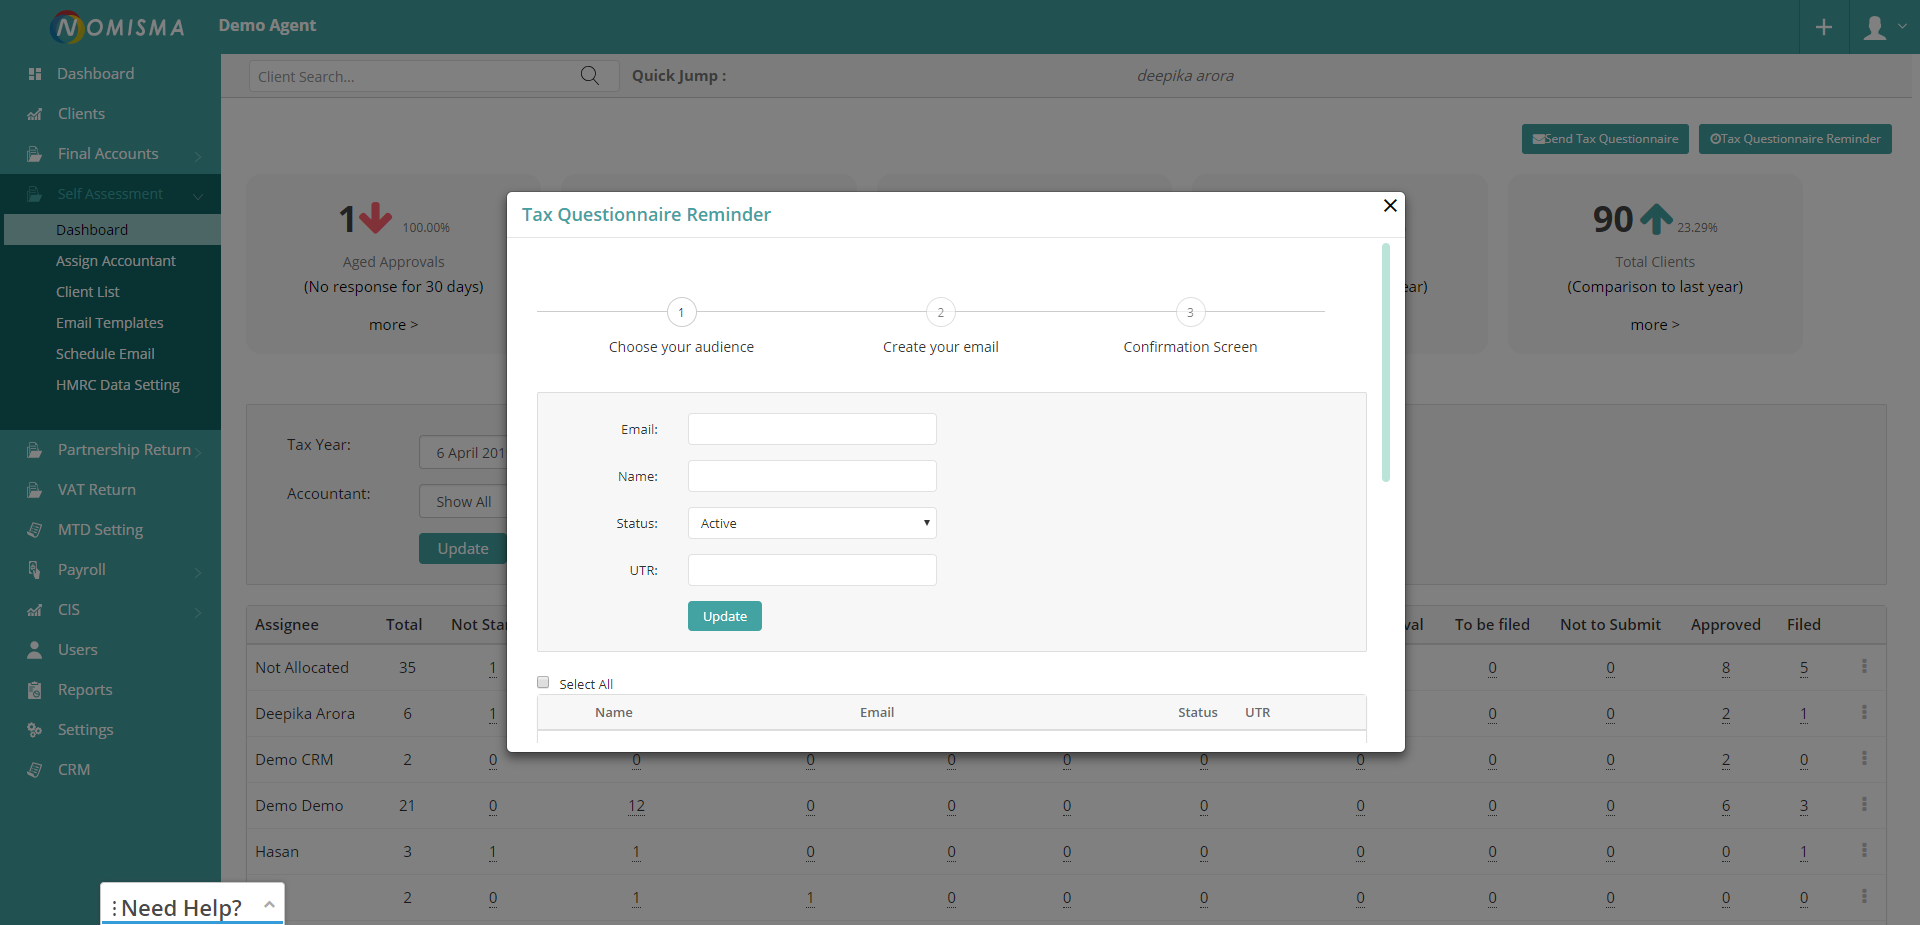 NOMISMA
Demo Agent
Dashboard
Clients
Final Accounts
Self Assessment
Dashboard
Assign Accountant
Client List
Email Templates
Schedule Email
HMRC Data Setting
Partnership Return
VAT Return
MTD Setting
Payroll
CIS
Users
Reports
Settings
CRM
Need Help?
Client Search...
Quick Jump :
deepika arora
Send Tax Questionnaire
Tax Questionnaire Reminder
1 100.00%
Aged Approvals
(No response for 30 days)
more >
90 23.29%
Total Clients
(Comparison to last year)
more >
Tax Year:
6 April 201
Accountant:
Show All
Update
Tax Questionnaire Reminder
1 2 3
Choose your audience Create your email Confirmation Screen
Email:
Name:
Status: Active
UTR:
Update
Select All
Name Email Status UTR
Assignee Total To be filed Not to Submit Approved Filed
Not Allocated 35 1 0 0 8 5
Deepika Arora 6 1 0 0 2 1
Demo CRM 2 0 0 0 0 0 0 0 0 0 2 0
Demo Demo 21 0 12 0 0 0 0 0 0 0 6 3
Hasan 3 1 1 0 0 0 0 0 0 0 0 1
2 0 1 1 0 0 0 0 0 0 0 0